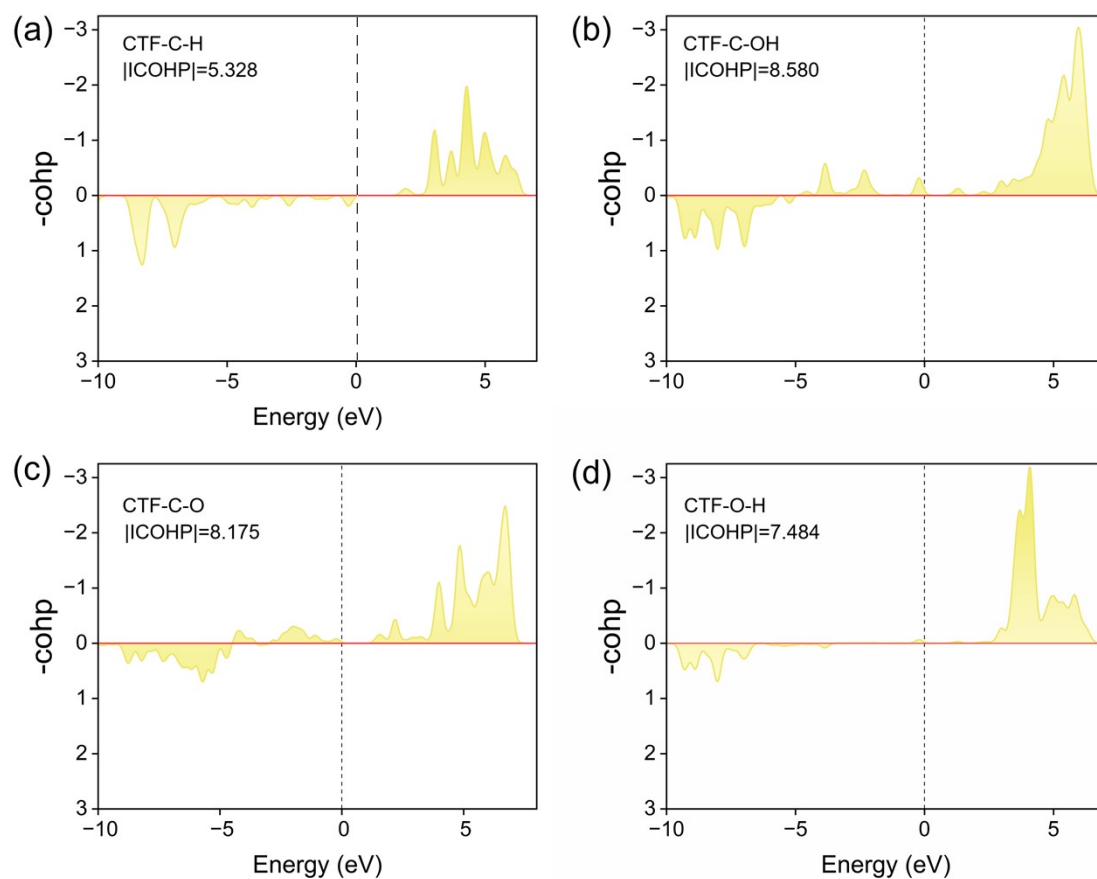 (a)
CTF-C-H
|ICOHP|=5.328
-cohp
−3
−2
−1
0
1
2
3
−10
−5
0
5
Energy (eV)
(b)
CTF-C-OH
|ICOHP|=8.580
-cohp
−3
−2
−1
0
1
2
3
−10
−5
0
5
(c)
CTF-C-O
|ICOHP|=8.175
-cohp
−3
−2
−1
0
1
2
3
−10
−5
0
5
Energy (eV)
(d)
CTF-O-H
|ICOHP|=7.484
-cohp
−3
−2
−1
0
1
2
3
−10
−5
0
5
Energy (eV)